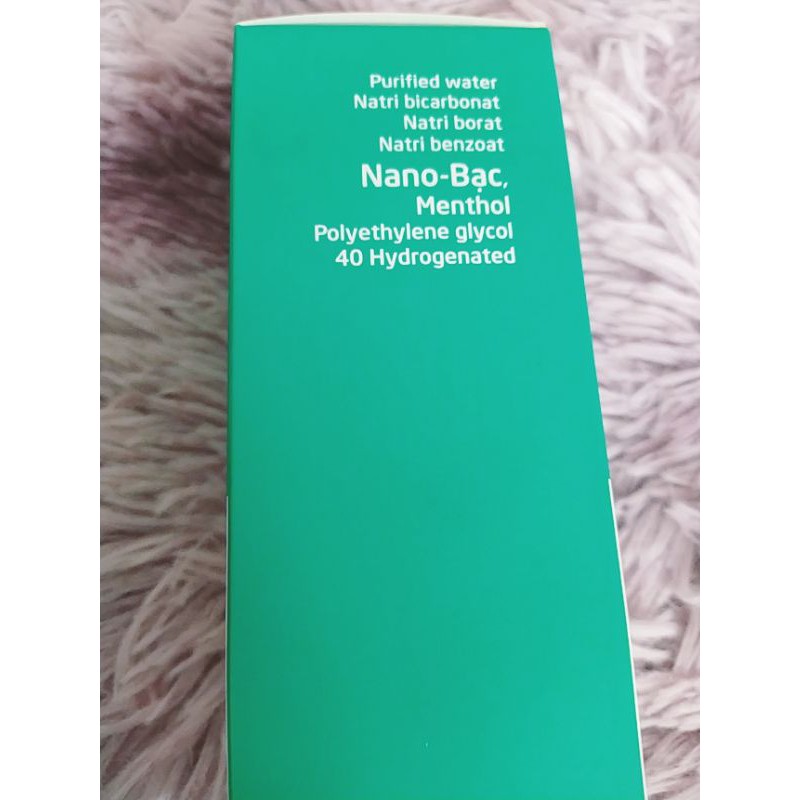 Purified water
Natri bicarbonat
Natri borat
Natri benzoat
Nano-Bạc,
Menthol
Polyethylene glycol
40 Hydrogenated